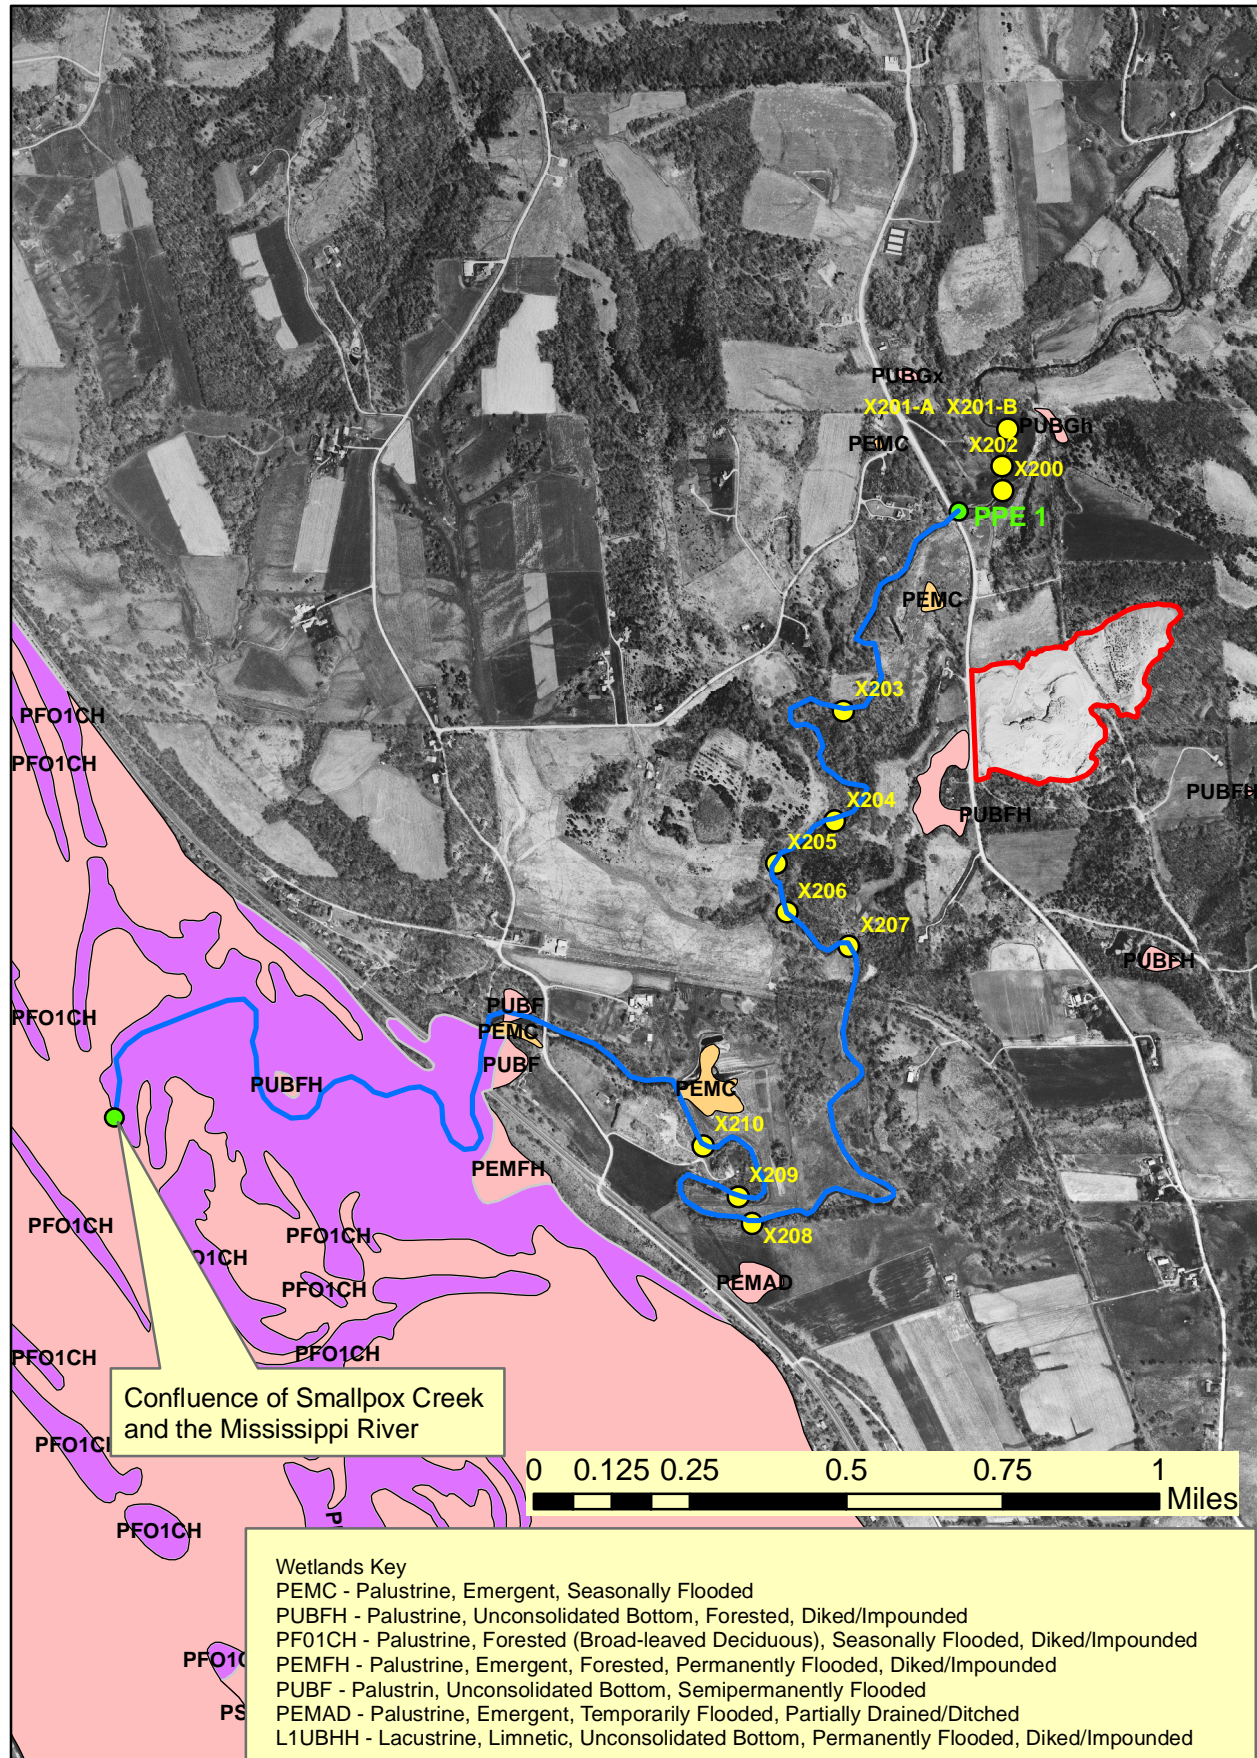 PUBGx
X201-A X201-B
PUBGh
PEMC
X202
X200
PPE 1
PEMC
X203
PFO1CH
PFO1CH
X204
PUBFH
PUBFH
X205
X206
X207
PUBFH
PUBF
PFO1CH
PEMC
PUBF
PUBFH
PEMC
X210
PEMFH
X209
PFO1CH
X208
PFO1CH
O1CH
PEMAD
PFO1CH
PFO1CH
PFO1CH
Confluence of Smallpox Creek
and the Mississippi River
PFO1CH
0 0.125 0.25 0.5 0.75 1
Miles
PFO1CH
Wetlands Key
PEMC - Palustrine, Emergent, Seasonally Flooded
PUBFH - Palustrine, Unconsolidated Bottom, Forested, Diked/Impounded
PF01CH - Palustrine, Forested (Broad-leaved Deciduous), Seasonally Flooded, Diked/Impounded
PEMFH - Palustrine, Emergent, Forested, Permanently Flooded, Diked/Impounded
PFO1
PUBF - Palustrin, Unconsolidated Bottom, Semipermanently Flooded
PS
PEMAD - Palustrine, Emergent, Temporarily Flooded, Partially Drained/Ditched
L1UBHH - Lacustrine, Limnetic, Unconsolidated Bottom, Permanently Flooded, Diked/Impounded